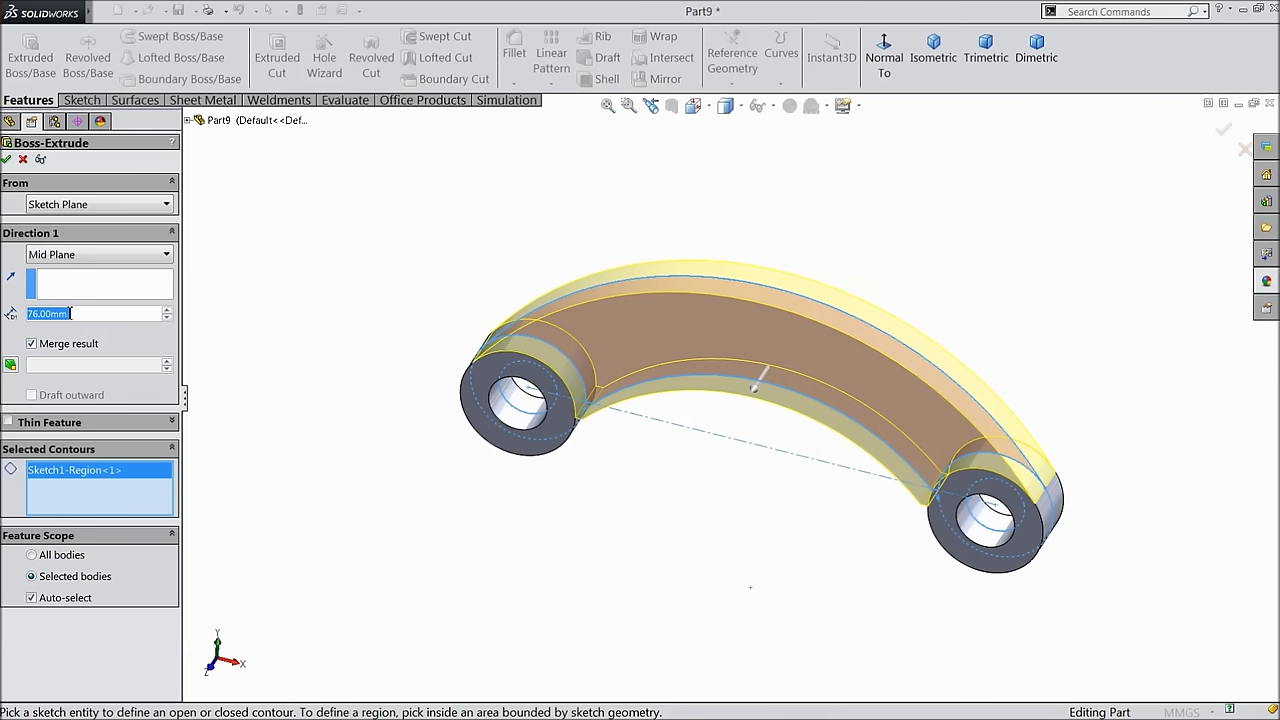 SOLIDWORKS
Part9 *
Search Commands
?
Extruded Boss/Base
Revolved Boss/Base
Swept Boss/Base
Lofted Boss/Base
Boundary Boss/Base
Extruded Cut
Hole Wizard
Revolved Cut
Swept Cut
Lofted Cut
Boundary Cut
Fillet
Linear Pattern
Rib
Draft
Shell
Wrap
Intersect
Mirror
Reference Geometry
Curves
Instant3D
Normal To
Isometric
Trimetric
Dimetric
Features
Sketch
Surfaces
Sheet Metal
Weldments
Evaluate
Office Products
Simulation
Part9 (Default<<Def...
Boss-Extrude
?
From
Sketch Plane
Direction 1
Mid Plane
D1
76.00mm
Merge result
Draft outward
Thin Feature
Selected Contours
Sketch1-Region<1>
Feature Scope
All bodies
Selected bodies
Auto-select
Y
X
Z
Pick a sketch entity to define an open or closed contour. To define a region, pick inside an area bounded by sketch geometry.
Editing Part
MMGS
?